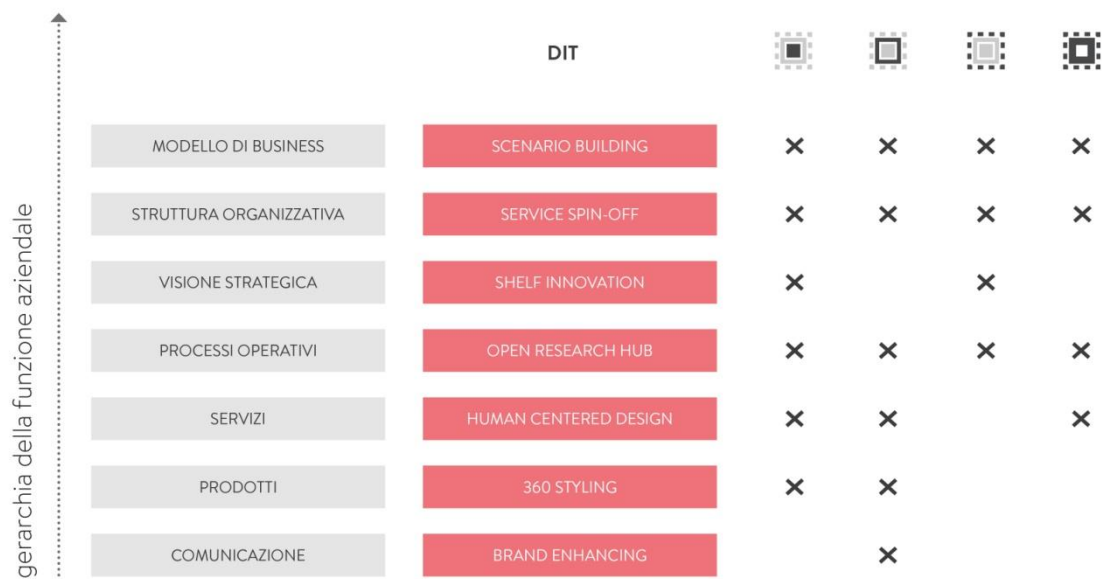 DIT
MODELLO DI BUSINESS SCENARIO BUILDING × × × ×
STRUTTURA ORGANIZZATIVA SERVICE SPIN-OFF × × × ×
VISIONE STRATEGICA SHELF INNOVATION × ×
PROCESSI OPERATIVI OPEN RESEARCH HUB × × × ×
SERVIZI HUMAN CENTERED DESIGN × × ×
PRODOTTI 360 STYLING × ×
COMUNICAZIONE BRAND ENHANCING ×
gerarchia della funzione aziendale